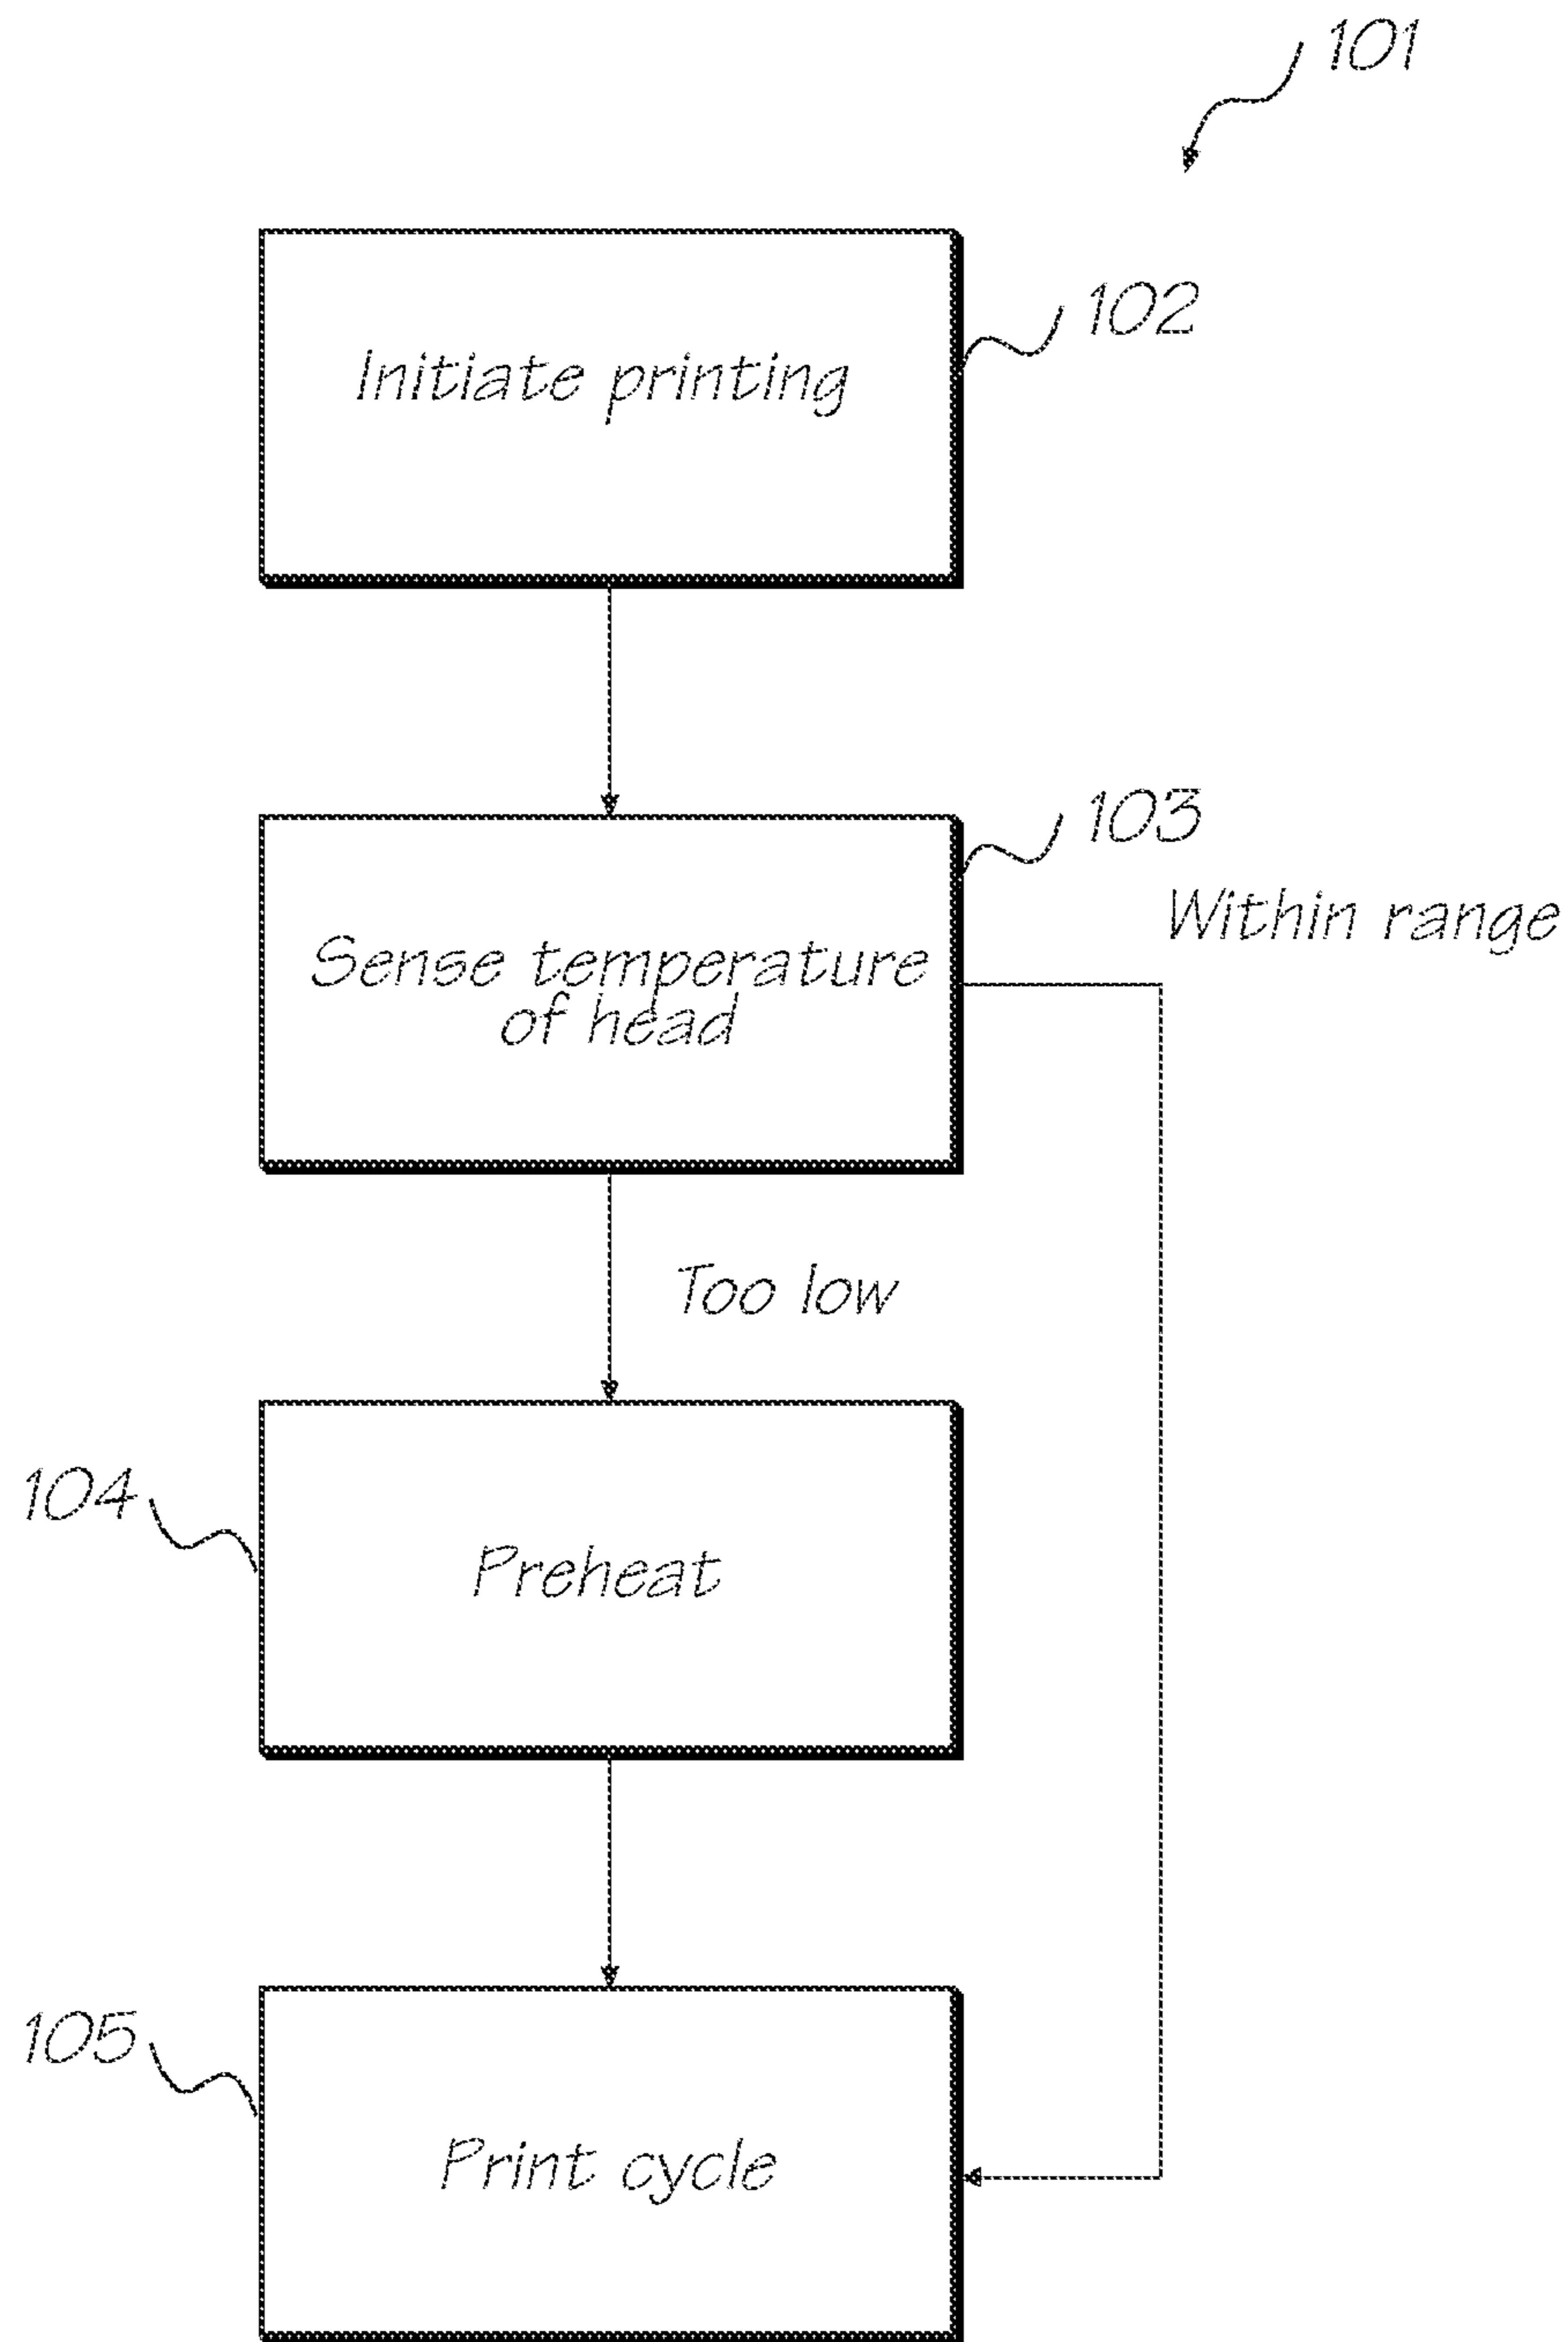 101
Initiate printing
102
103
Within range
Sense temperature
of head
Too low
104
Preheat
105
Print cycle